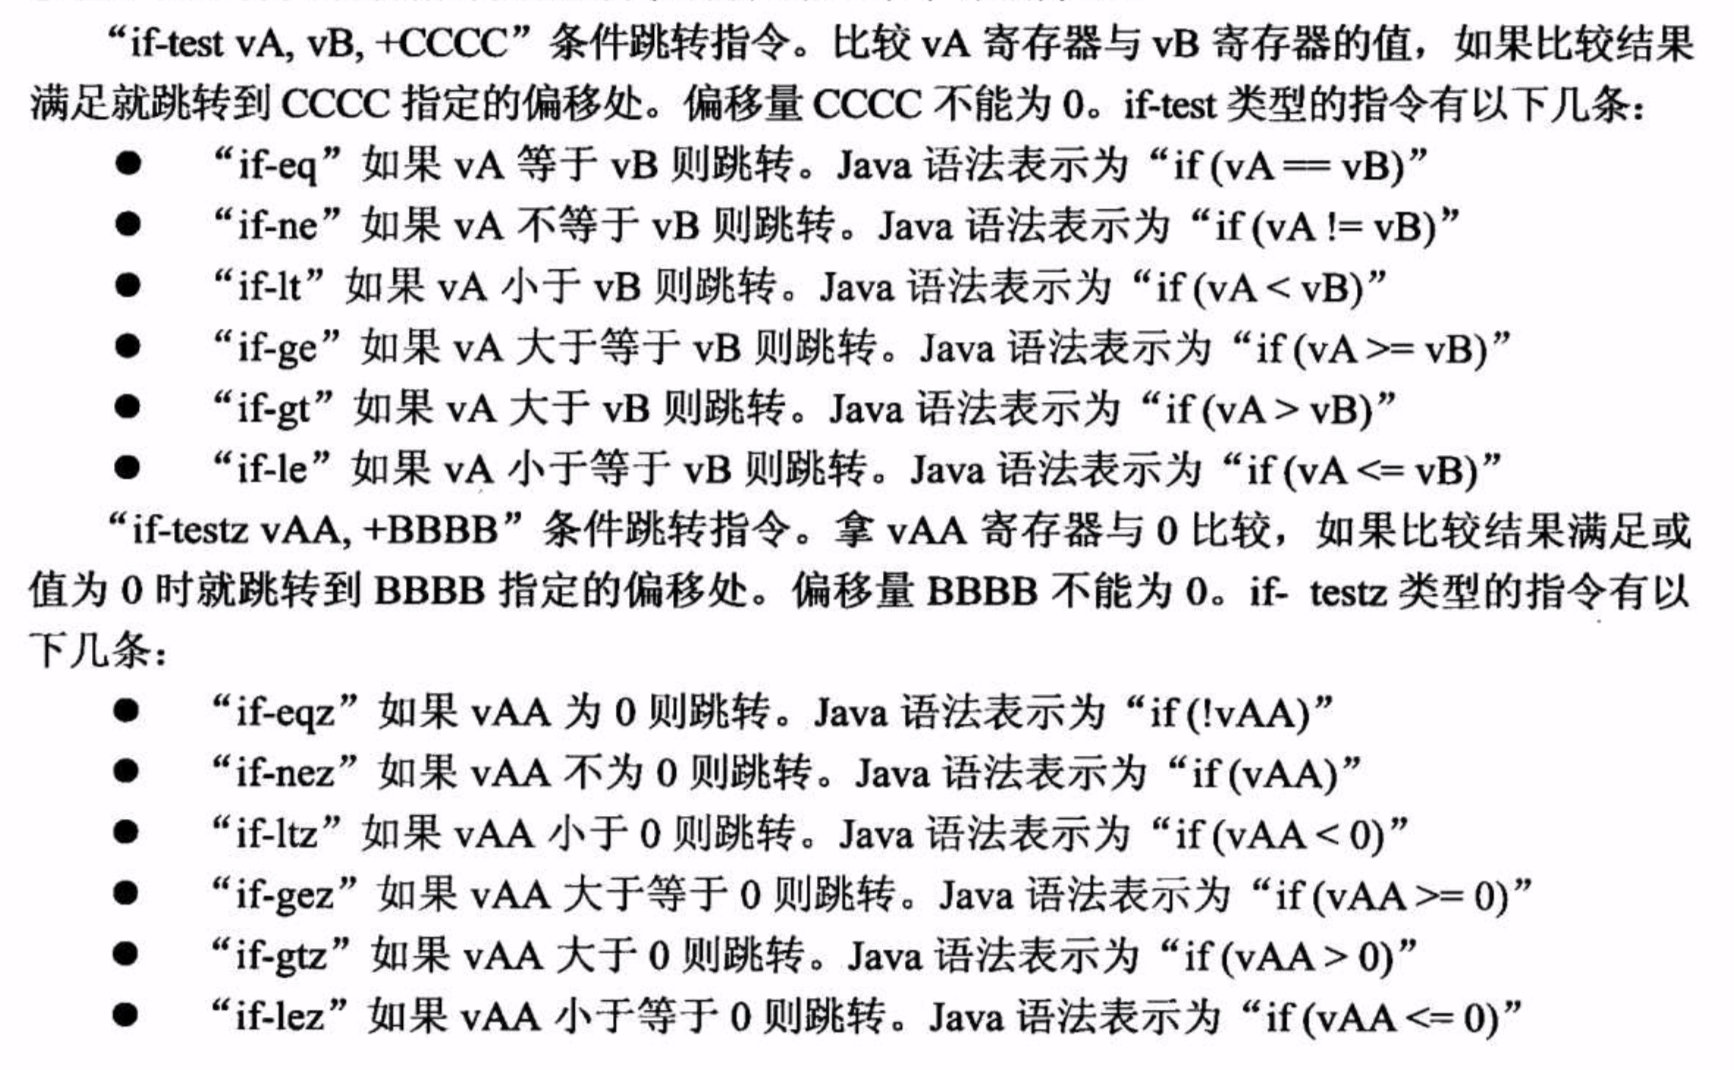 “if-test vA, vB, +CCCC” 条件跳转指令。比较 vA 寄存器与 vB 寄存器的值，如果比较结果
满足就跳转到 CCCC 指定的偏移处。偏移量 CCCC 不能为 0。if-test 类型的指令有以下几条：
● “if-eq” 如果 vA 等于 vB 则跳转。Java 语法表示为 “if (vA == vB)”
● “if-ne” 如果 vA 不等于 vB 则跳转。Java 语法表示为 “if (vA != vB)”
● “if-lt” 如果 vA 小于 vB 则跳转。Java 语法表示为 “if (vA < vB)”
● “if-ge” 如果 vA 大于等于 vB 则跳转。Java 语法表示为 “if (vA >= vB)”
● “if-gt” 如果 vA 大于 vB 则跳转。Java 语法表示为 “if (vA > vB)”
● “if-le” 如果 vA 小于等于 vB 则跳转。Java 语法表示为 “if (vA <= vB)”
“if-testz vAA, +BBBB” 条件跳转指令。拿 vAA 寄存器与 0 比较，如果比较结果满足或
值为 0 时就跳转到 BBBB 指定的偏移处。偏移量 BBBB 不能为 0。if- testz 类型的指令有以
下几条：
● “if-eqz” 如果 vAA 为 0 则跳转。Java 语法表示为 “if (!vAA)”
● “if-nez” 如果 vAA 不为 0 则跳转。Java 语法表示为 “if (vAA)”
● “if-ltz” 如果 vAA 小于 0 则跳转。Java 语法表示为 “if (vAA < 0)”
● “if-gez” 如果 vAA 大于等于 0 则跳转。Java 语法表示为 “if (vAA >= 0)”
● “if-gtz” 如果 vAA 大于 0 则跳转。Java 语法表示为 “if (vAA > 0)”
● “if-lez” 如果 vAA 小于等于 0 则跳转。Java 语法表示为 “if (vAA <= 0)”